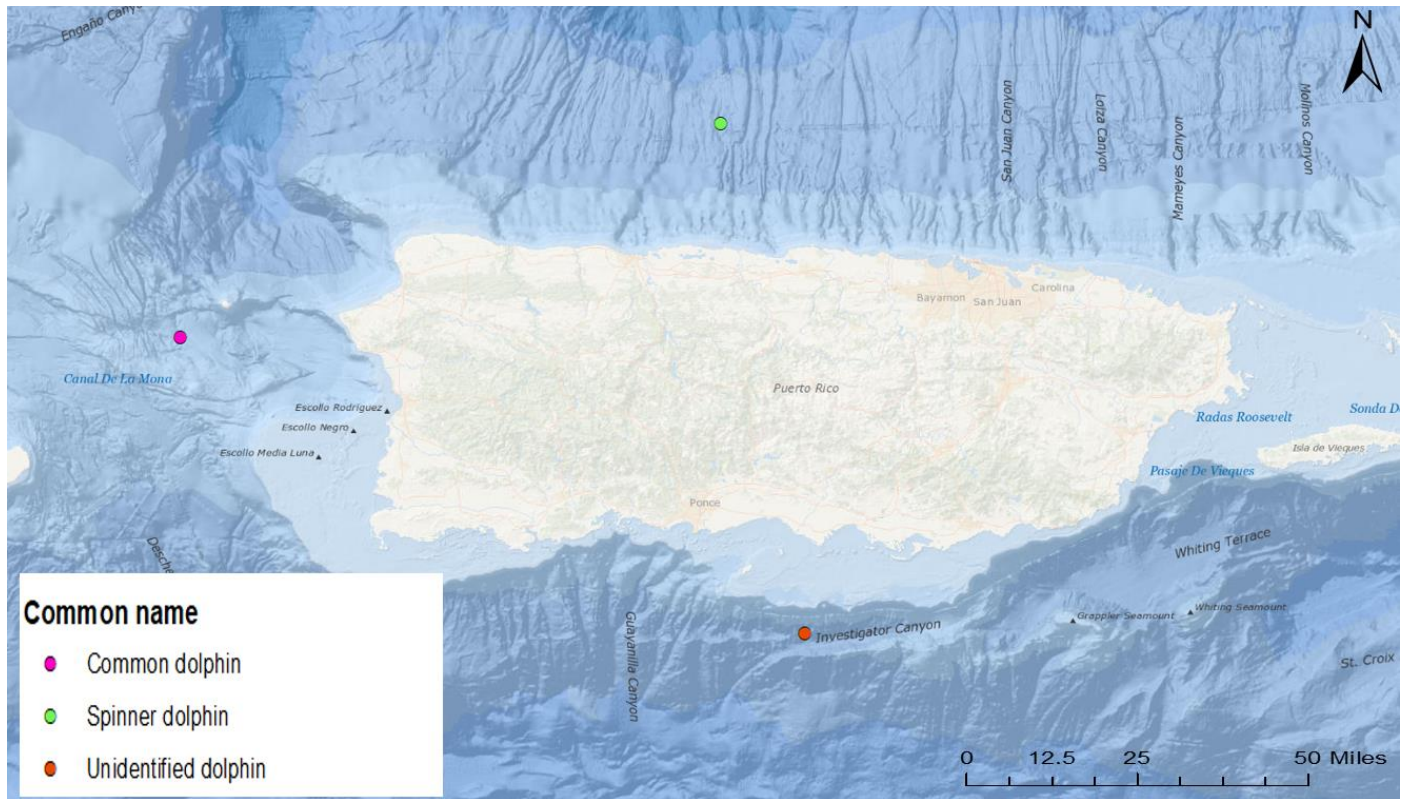 Engaño Canyo
N
San Juan Canyon
Loiza Canyon
Mameyes Canyon
Molinos Canyon
Bayamon
San Juan
Carolina
Canal De La Mona
Puerto Rico
Escollo Rodriguez
Escollo Negro
Escollo Media Luna
Radas Roosevelt
Sonda D
Isla de Vieques
Pasaje De Vieques
Ponce
Desche
Whiting Terrace
Guayanilla Canyon
Investigator Canyon
Grappler Seamount
Whiting Seamount
St. Croix
Common name
Common dolphin
Spinner dolphin
Unidentified dolphin
0 12.5 25 50 Miles